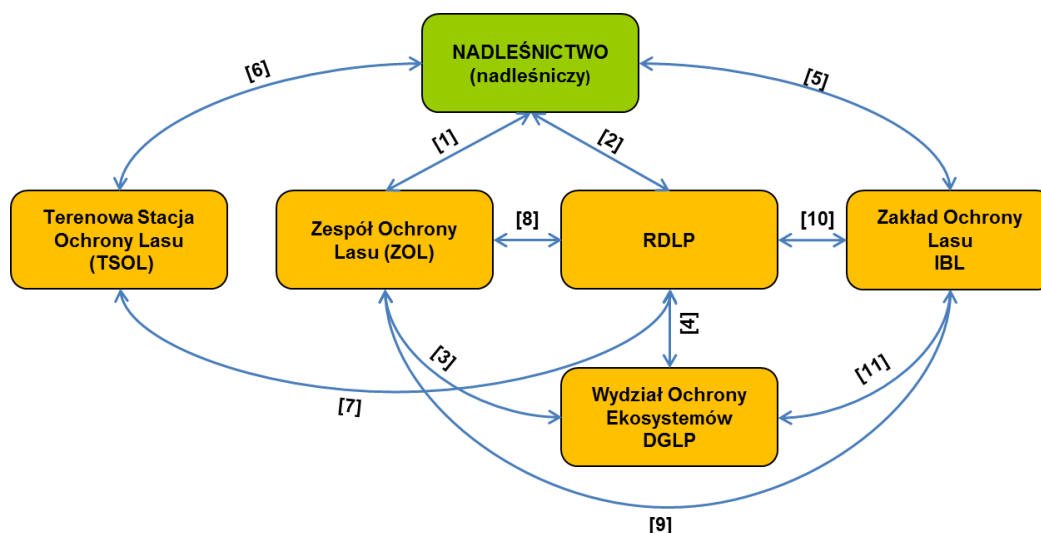 NADLEŚNICTWO
(nadleśniczy)
[6]
[5]
[1]
[2]
Terenowa Stacja
Ochrony Lasu
(TSOL)
Zespół Ochrony
Lasu (ZOL)
[8]
RDLP
[10]
Zakład Ochrony
Lasu
IBL
[4]
[3]
[11]
[7]
Wydział Ochrony
Ekosystemów
DGLP
[9]